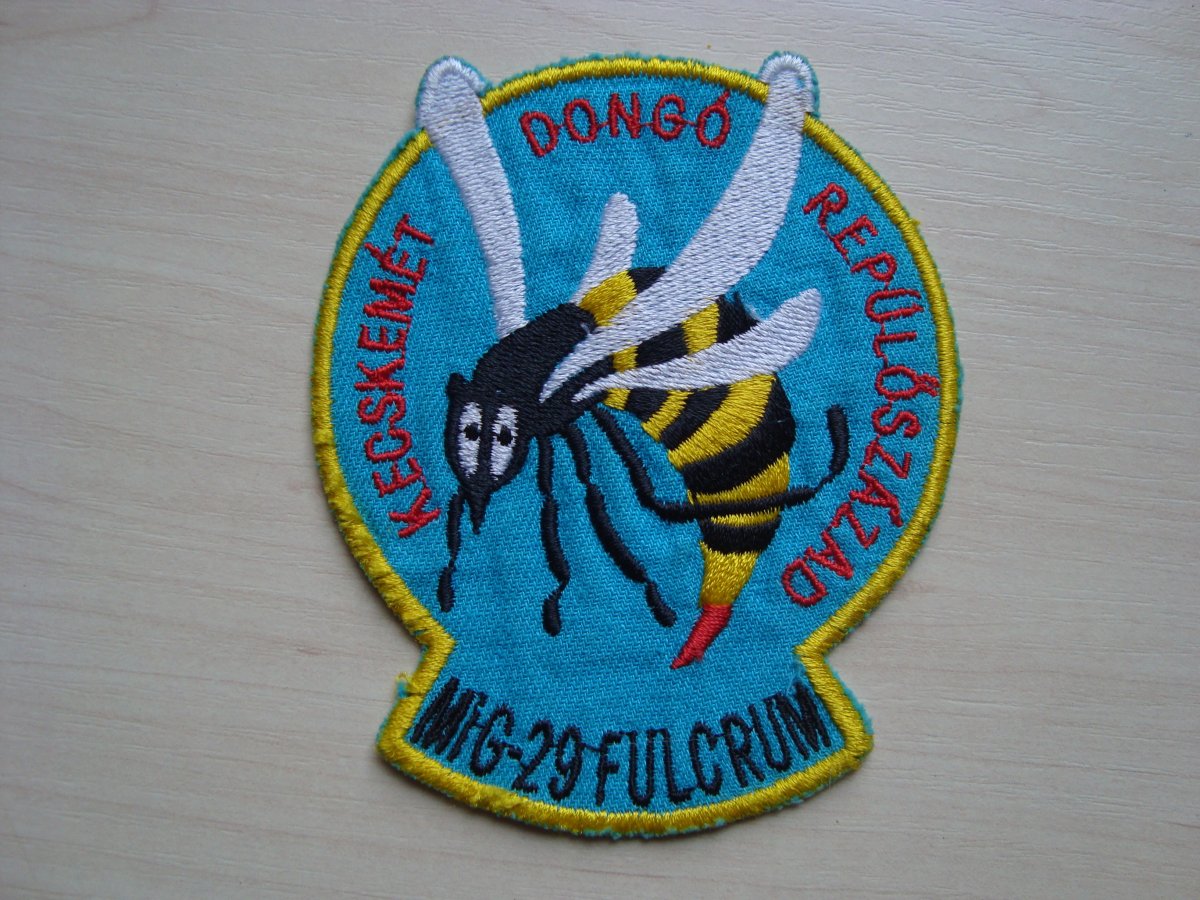 KECSKEMÉT
DONGÓ
REPÜLŐSZÁZAD
MiG-29 FULCRUM